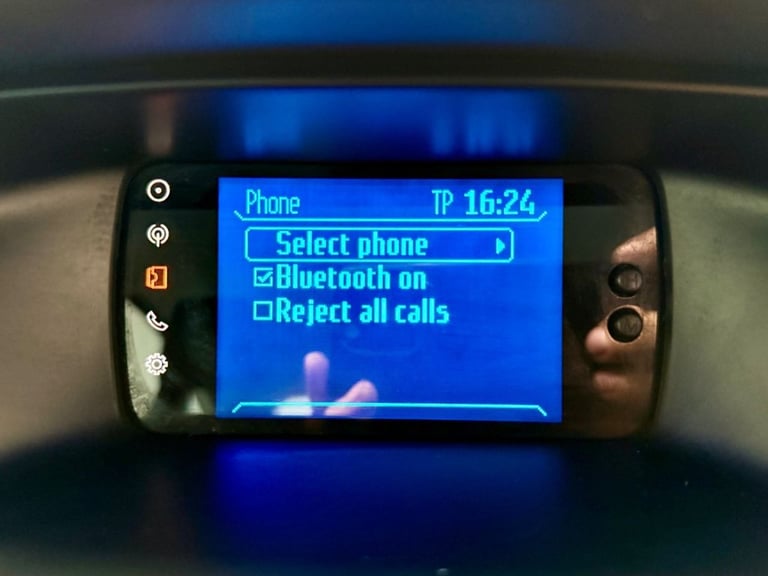 Phone TP 16:24
Select phone
Bluetooth on
Reject all calls